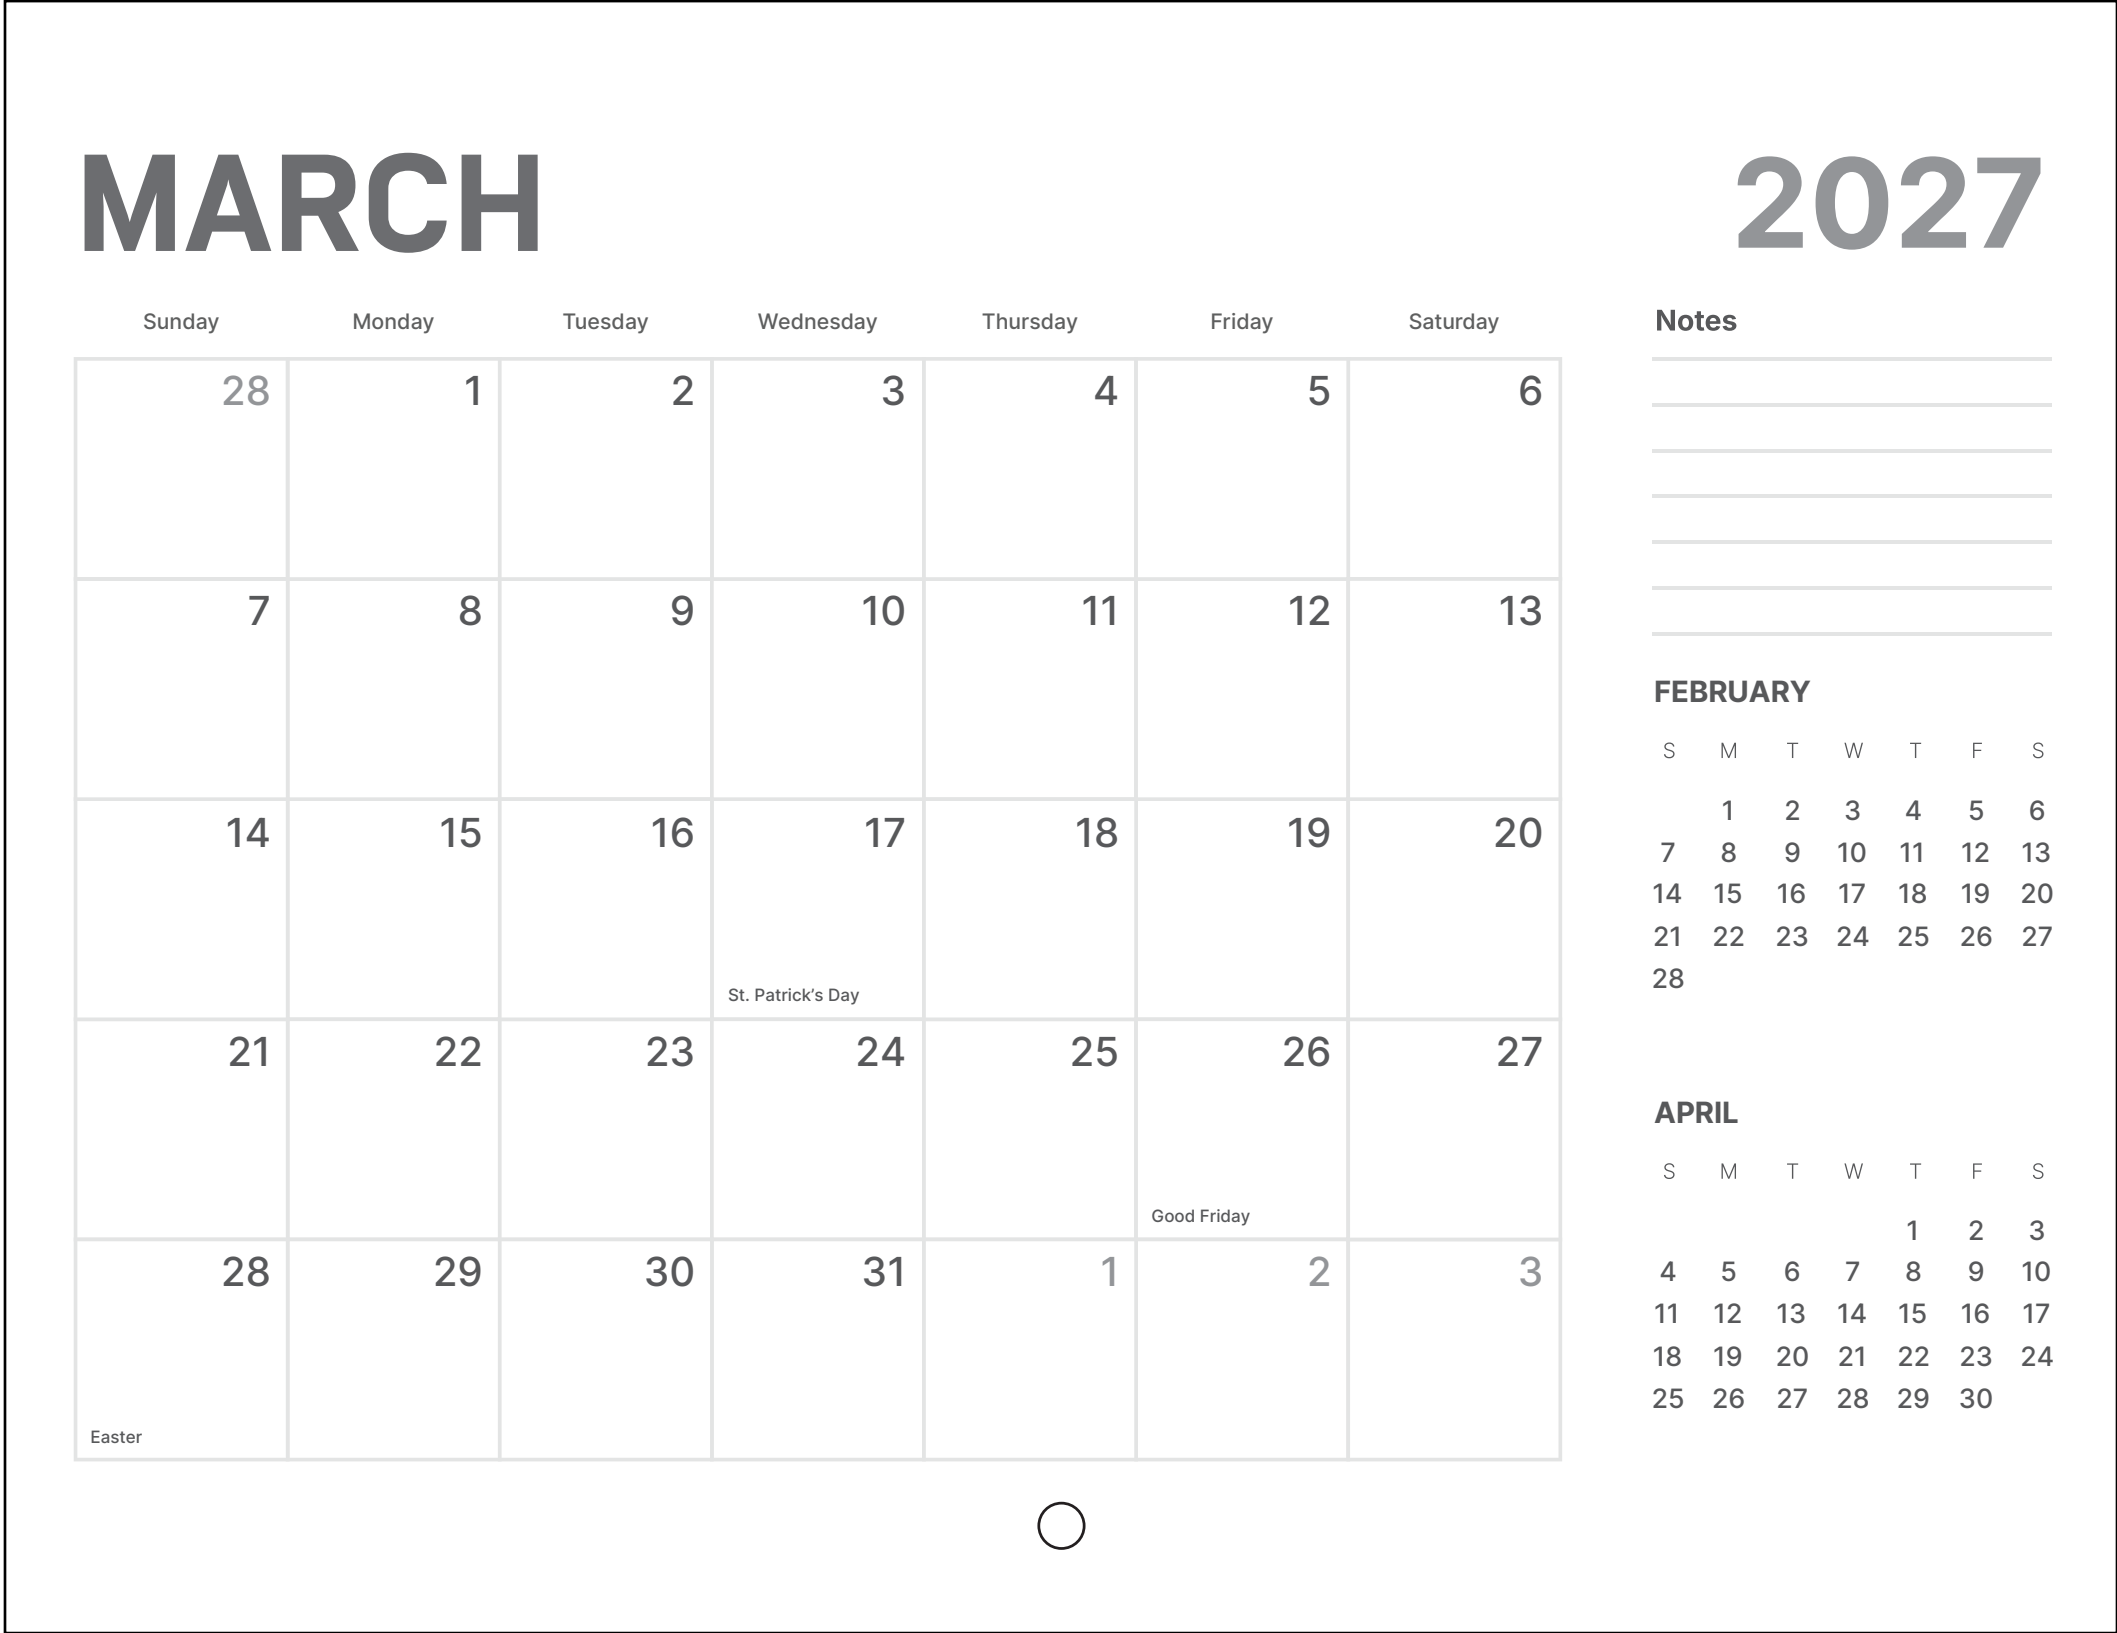 MARCH 2027
Sunday Monday Tuesday Wednesday Thursday Friday Saturday
28 1 2 3 4 5 6
7 8 9 10 11 12 13
14 15 16 17 18 19 20
St. Patrick's Day
21 22 23 24 25 26 27
Good Friday
28 29 30 31 1 2 3
Easter
Notes
FEBRUARY
S M T W T F S
1 2 3 4 5 6
7 8 9 10 11 12 13
14 15 16 17 18 19 20
21 22 23 24 25 26 27
28
APRIL
S M T W T F S
1 2 3
4 5 6 7 8 9 10
11 12 13 14 15 16 17
18 19 20 21 22 23 24
25 26 27 28 29 30